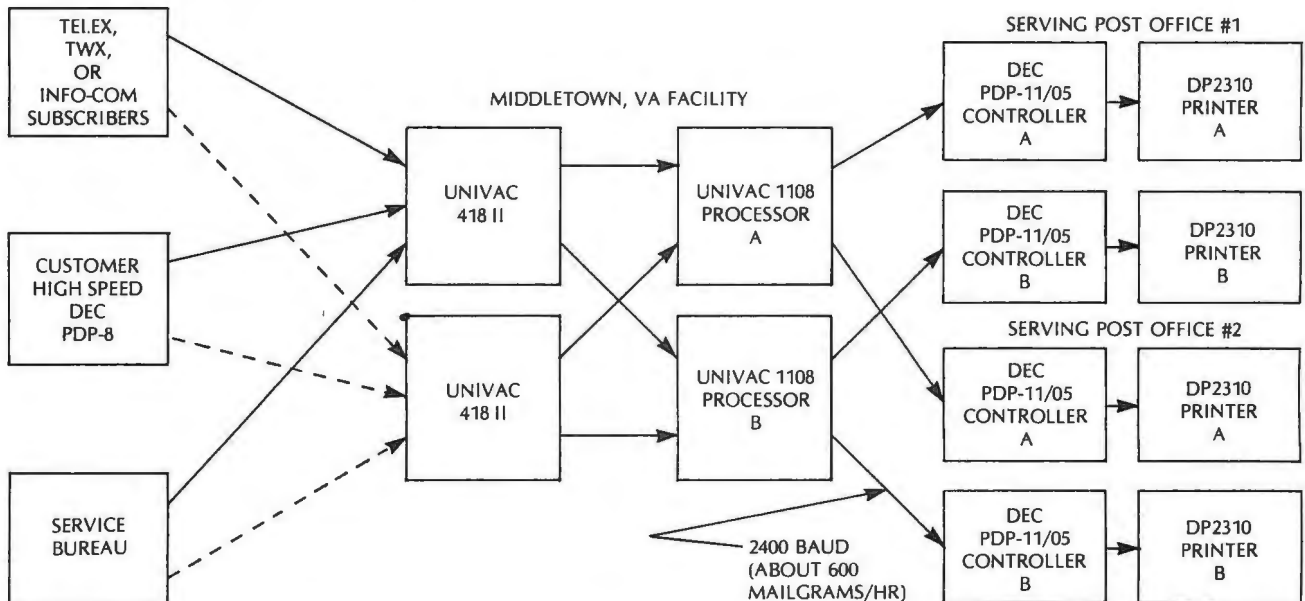 TELEX,
TWX,
OR
INFO-COM
SUBSCRIBERS
CUSTOMER
HIGH SPEED
DEC
PDP-8
SERVICE
BUREAU
MIDDLETOWN, VA FACILITY
UNIVAC
418 II
UNIVAC
418 II
UNIVAC 1108
PROCESSOR
A
UNIVAC 1108
PROCESSOR
B
2400 BAUD
(ABOUT 600
MAILGRAMS/HR)
SERVING POST OFFICE #1
DEC
PDP-11/05
CONTROLLER
A
DP2310
PRINTER
A
DEC
PDP-11/05
CONTROLLER
B
DP2310
PRINTER
B
SERVING POST OFFICE #2
DEC
PDP-11/05
CONTROLLER
A
DP2310
PRINTER
A
DEC
PDP-11/05
CONTROLLER
B
DP2310
PRINTER
B